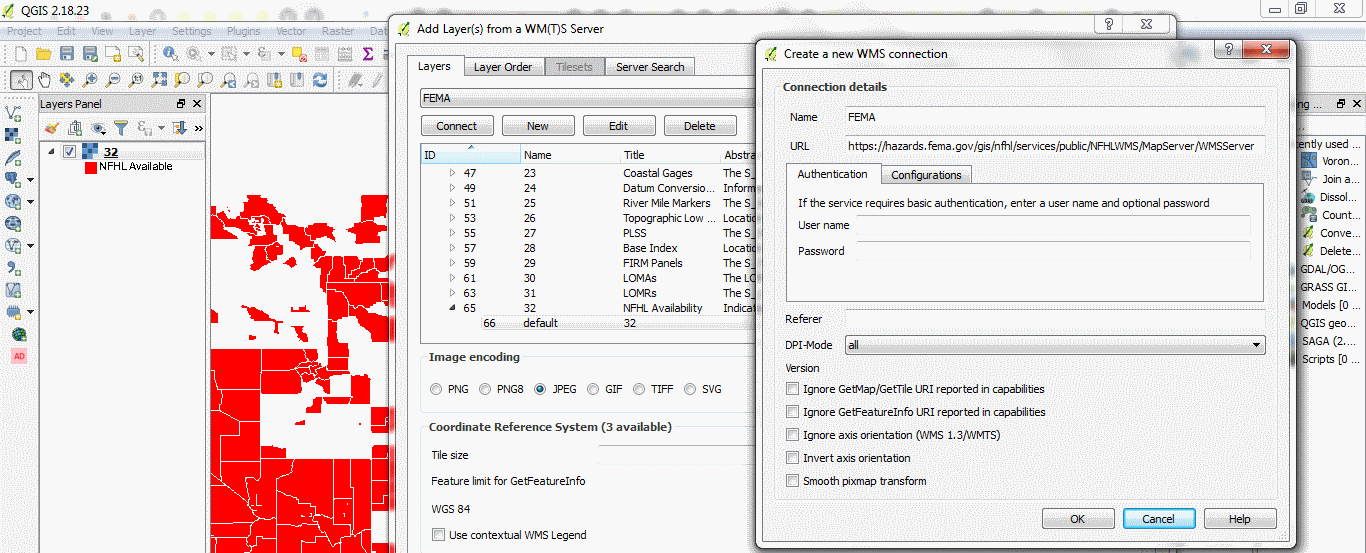 QGIS 2.18.23
Project Edit View Layer Settings Plugins Vector Raster Dat
Layers Panel
32
NFHL Available
Add Layer(s) from a WM(T)S Server
Layers Layer Order Tilesets Server Search
FEMA
Connect New Edit Delete
ID Name Title Abstra
47 23 Coastal Gages The S_
49 24 Datum Conversio... Inform
51 25 River Mile Markers The S_
53 26 Topographic Low ... Locatio
55 27 PLSS The S_
57 28 Base Index Locatio
59 29 FIRM Panels The S_
61 30 LOMAs The LO
63 31 LOMRs The S_
65 32 NFHL Availability Indicat
66 default 32
Image encoding
PNG PNG8 JPEG GIF TIFF SVG
Coordinate Reference System (3 available)
Tile size
Feature limit for GetFeatureInfo
WGS 84
Use contextual WMS Legend
Create a new WMS connection
Connection details
Name FEMA
URL https://hazards.fema.gov/gis/nfhl/services/public/NFHLWMS/MapServer/WMSServer
Authentication Configurations
If the service requires basic authentication, enter a user name and optional password
User name
Password
Referer
DPI-Mode all
Version
Ignore GetMap/GetTile URI reported in capabilities
Ignore GetFeatureInfo URI reported in capabilities
Ignore axis orientation (WMS 1.3/WMTS)
Invert axis orientation
Smooth pixmap transform
OK Cancel Help
ng ...
ently used ...
Voron...
Join a...
Dissol...
Count...
Conve...
Delete...
GDAL/OG...
GRASS GI...
Models [0 ...
QGIS geo...
SAGA (2....
Scripts [0 ...
AD